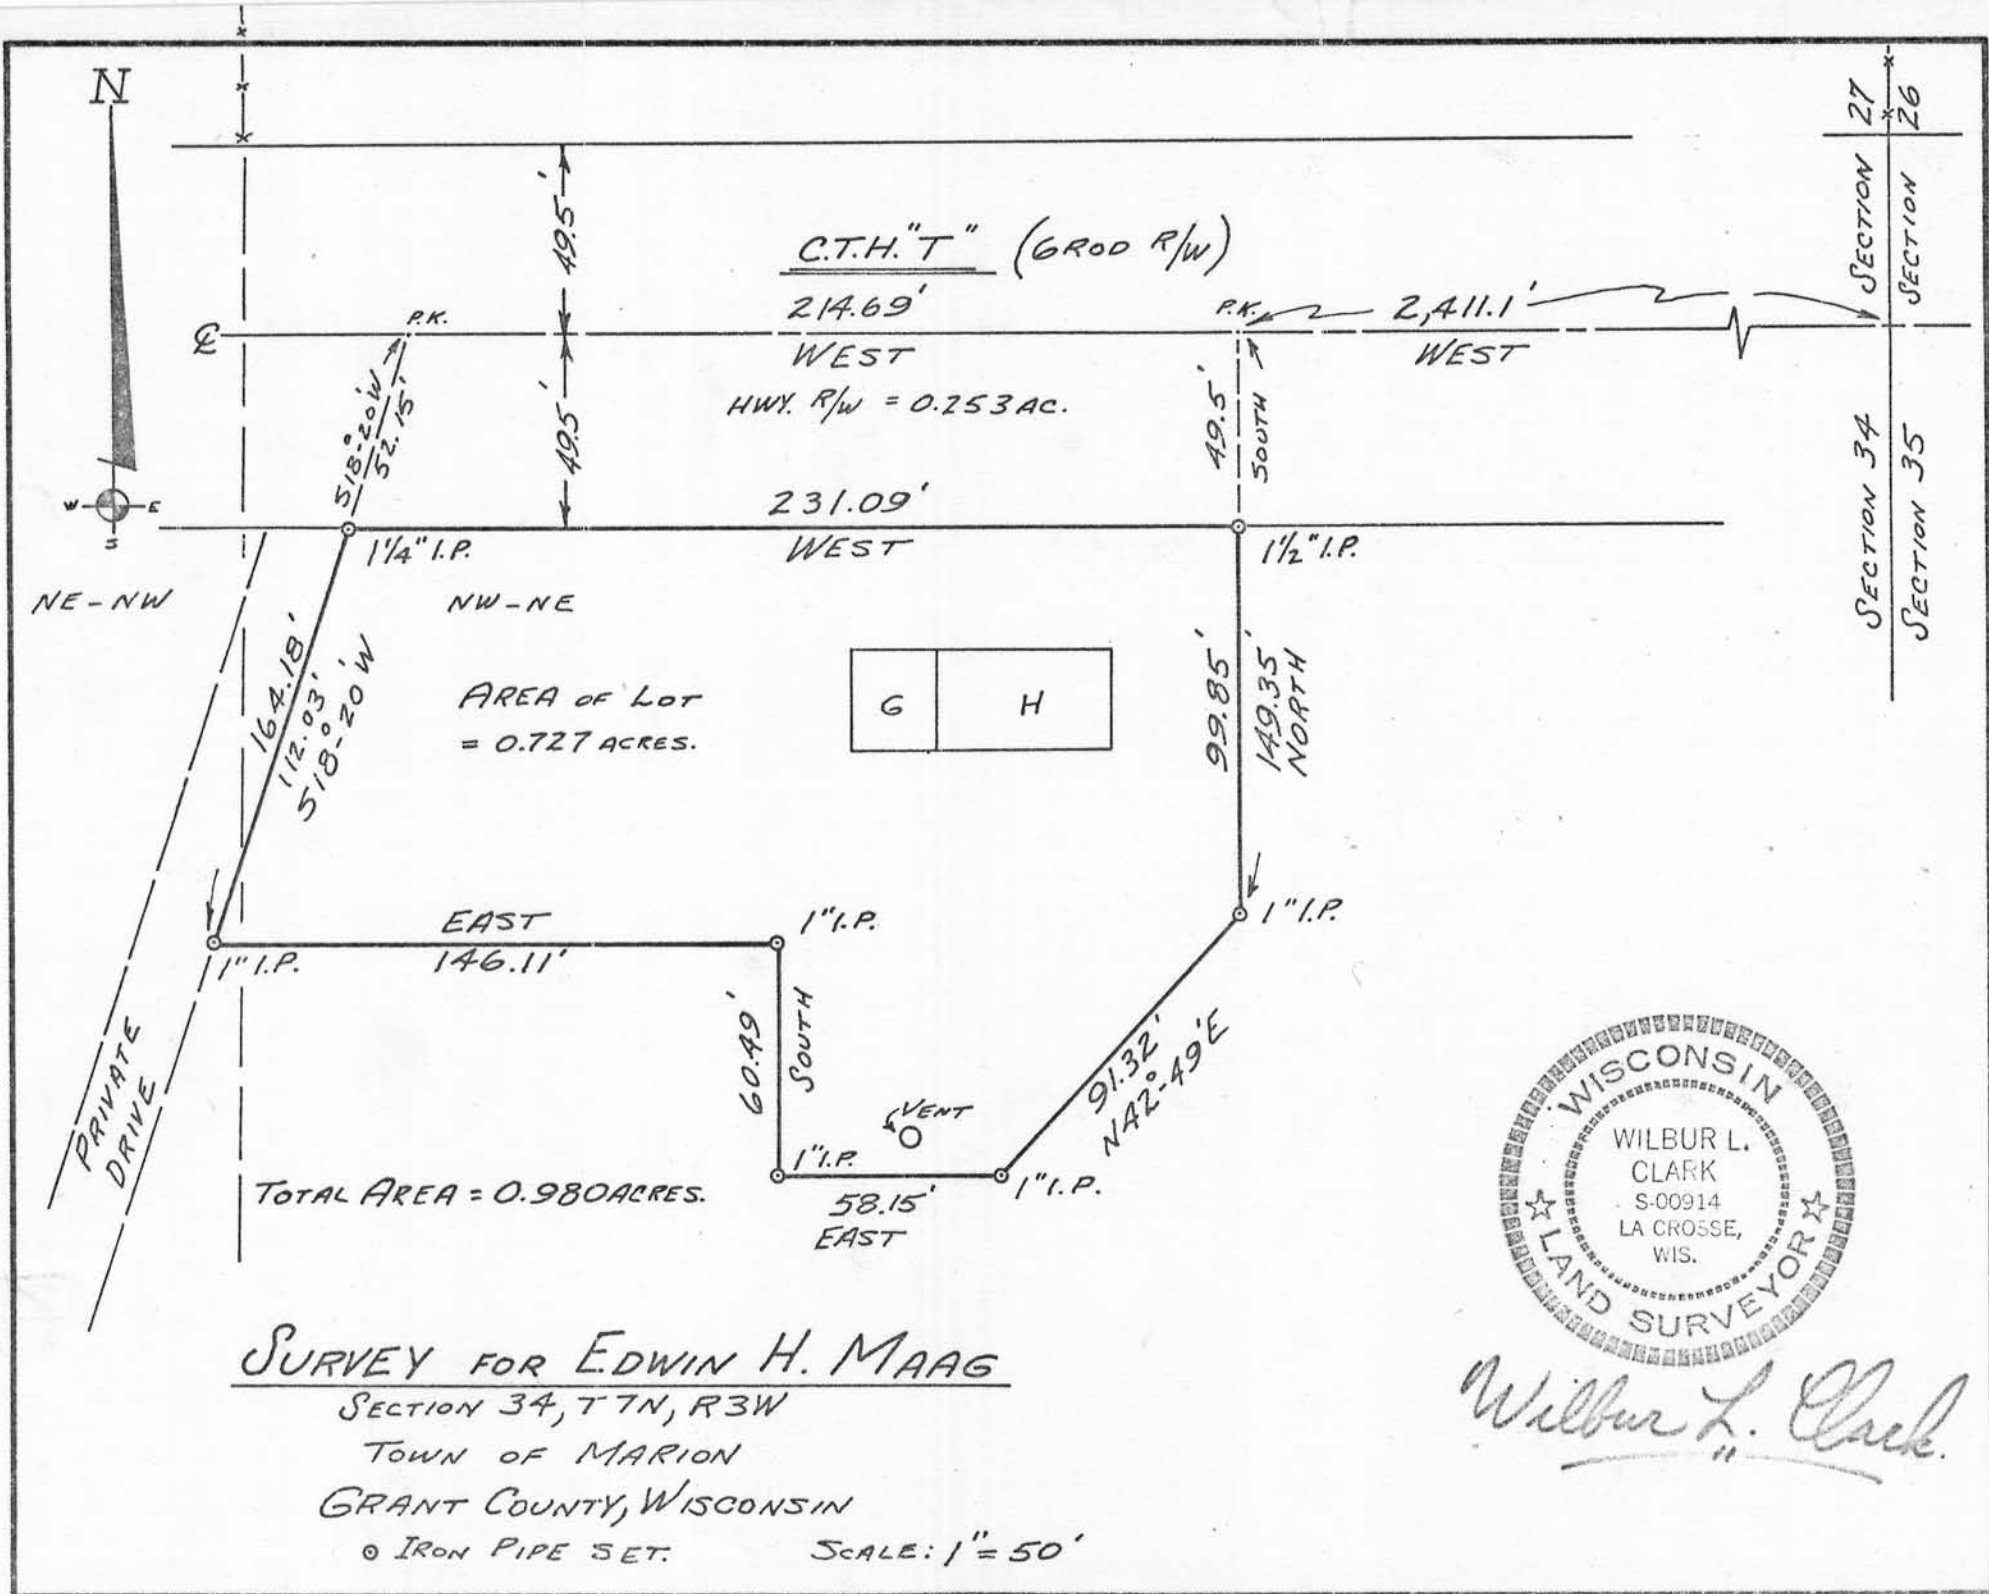 N
W E
S
SECTION 27
SECTION 26
49.5'
C.T.H. "T" (6 ROD R/W)
214.69'
P.K.
P.K.
2,411.1'
WEST
WEST
HWY. R/W = 0.253 AC.
S18°-20'W
52.15'
49.5'
49.5'
SOUTH
231.09'
WEST
1 1/4" I.P.
1 1/2" I.P.
SECTION 34
SECTION 35
NE-NW
NW-NE
164.18'
112.03'
S18°-20'W
AREA OF LOT
= 0.727 ACRES.
G H
99.85'
149.35'
NORTH
EAST
146.11'
1" I.P.
1" I.P.
1" I.P.
60.49'
SOUTH
91.32'
N42°-49'E
VENT
PRIVATE
DRIVE
1" I.P.
1" I.P.
58.15'
EAST
TOTAL AREA = 0.980 ACRES.
WISCONSIN
WILBUR L.
CLARK
S-00914
LA CROSSE,
WIS.
LAND SURVEYOR
Wilbur L. Clark.
SURVEY FOR EDWIN H. MAAG
SECTION 34, T7N, R3W
TOWN OF MARION
GRANT COUNTY, WISCONSIN
IRON PIPE SET. SCALE: 1" = 50'